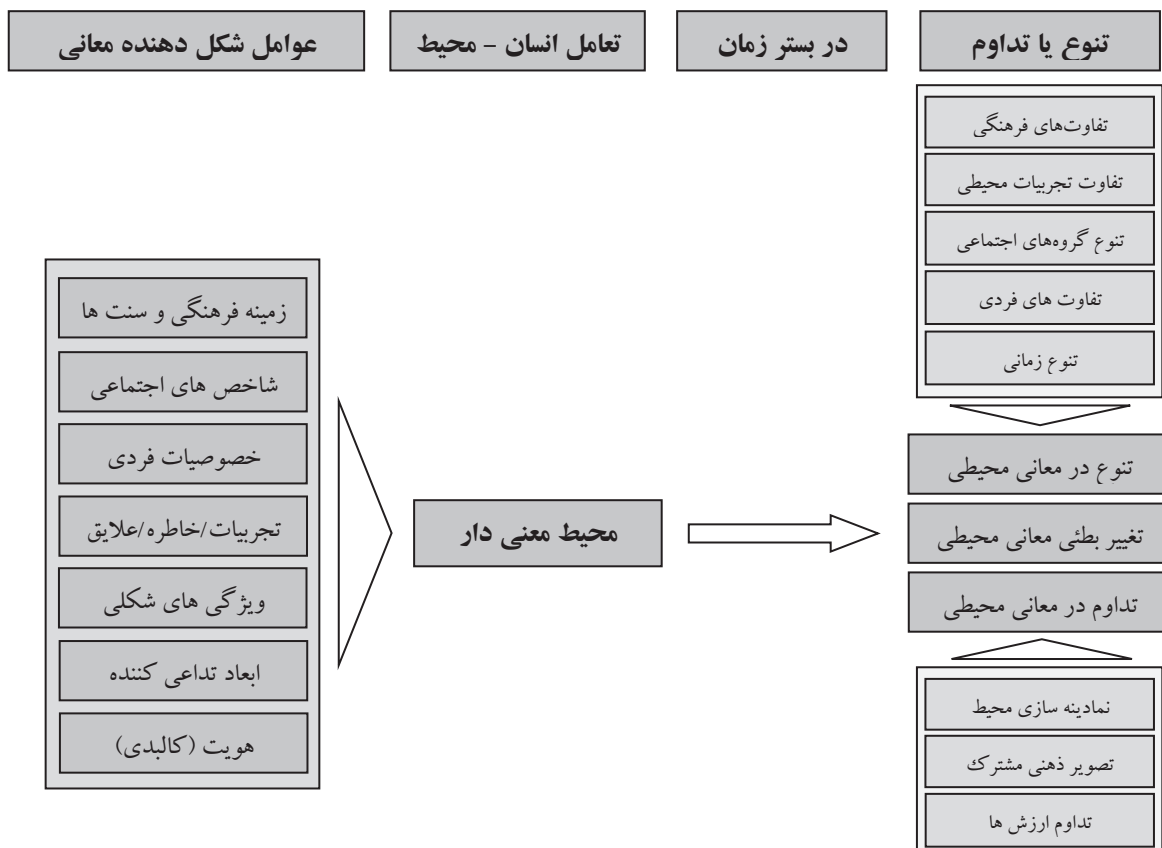 عوامل شکل دهنده معانی
تعامل انسان - محیط
در بستر زمان
تنوع یا تداوم
زمینه فرهنگی و سنت ها
شاخص های اجتماعی
خصوصیات فردی
تجربیات/خاطره/علایق
ویژگی های شکلی
ابعاد تداعی کننده
هویت (کالبدی)
محیط معنی دار
تفاوت‌های فرهنگی
تفاوت تجربیات محیطی
تنوع گروه‌های اجتماعی
تفاوت های فردی
تنوع زمانی
تنوع در معانی محیطی
تغییر بطئی معانی محیطی
تداوم در معانی محیطی
نمادینه سازی محیط
تصویر ذهنی مشترک
تداوم ارزش ها